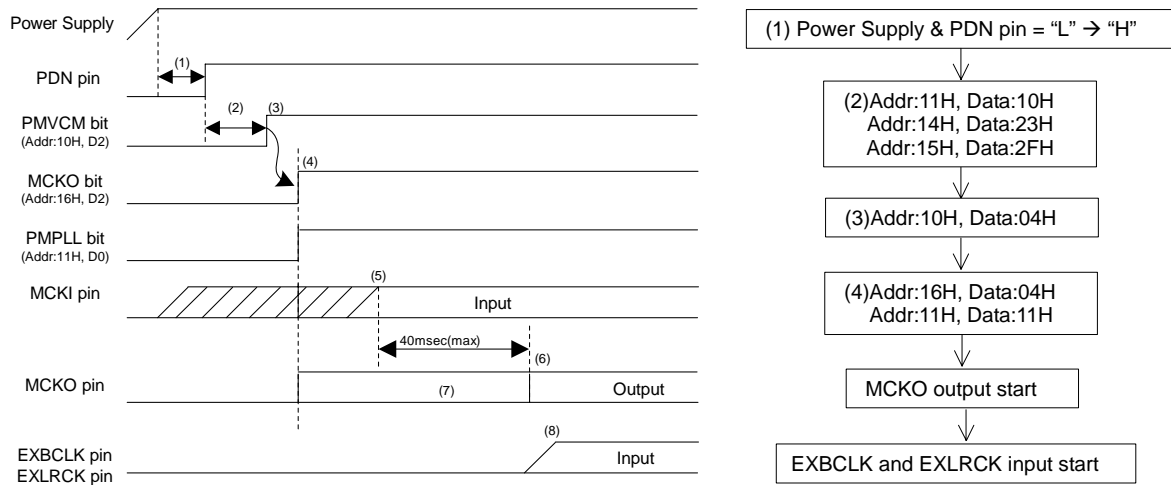 Power Supply
(1)
PDN pin
(2)
(3)
PMVCM bit
(Addr:10H, D2)
(4)
MCKO bit
(Addr:16H, D2)
PMPLL bit
(Addr:11H, D0)
(5)
MCKI pin
Input
40msec(max)
(6)
MCKO pin
(7)
Output
(8)
EXBCLK pin
EXLRCK pin
Input
(1) Power Supply & PDN pin = “L” → “H”
(2)Addr:11H, Data:10H
Addr:14H, Data:23H
Addr:15H, Data:2FH
(3)Addr:10H, Data:04H
(4)Addr:16H, Data:04H
Addr:11H, Data:11H
MCKO output start
EXBCLK and EXLRCK input start